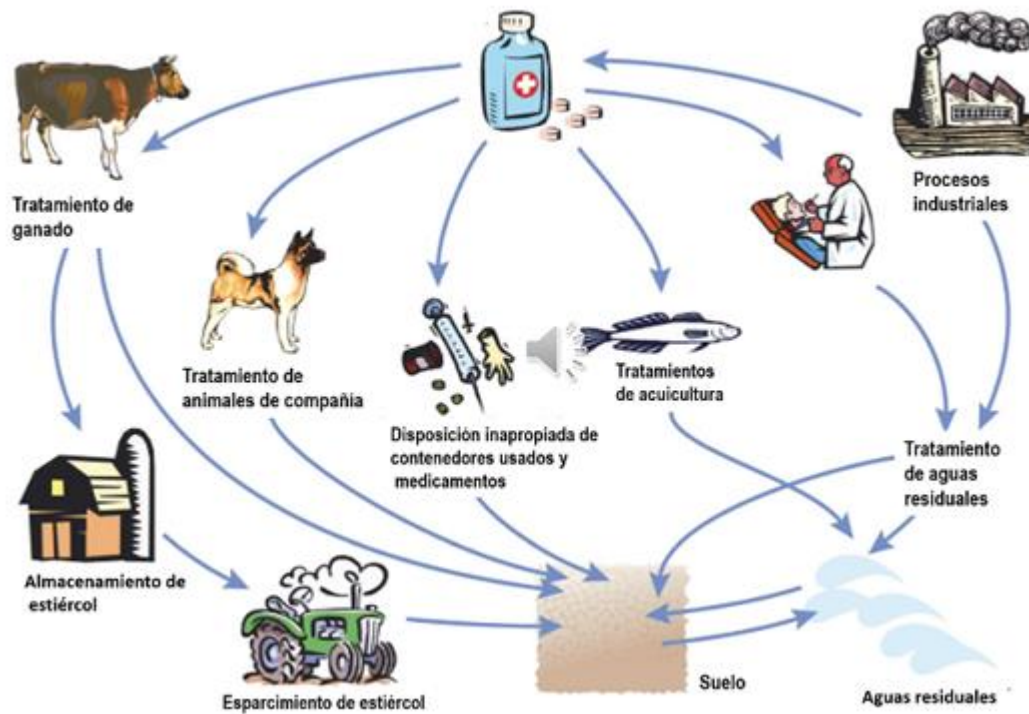 Tratamiento de
ganado
Procesos
industriales
Tratamiento de
animales de compañia
Tratamientos
de acuicultura
Disposición inapropiada de
contenedores usados y
medicamentos
Tratamiento
de aguas
residuales
Almacenamiento de
estiércol
Esparcimiento de estiércol
Suelo
Aguas residuales